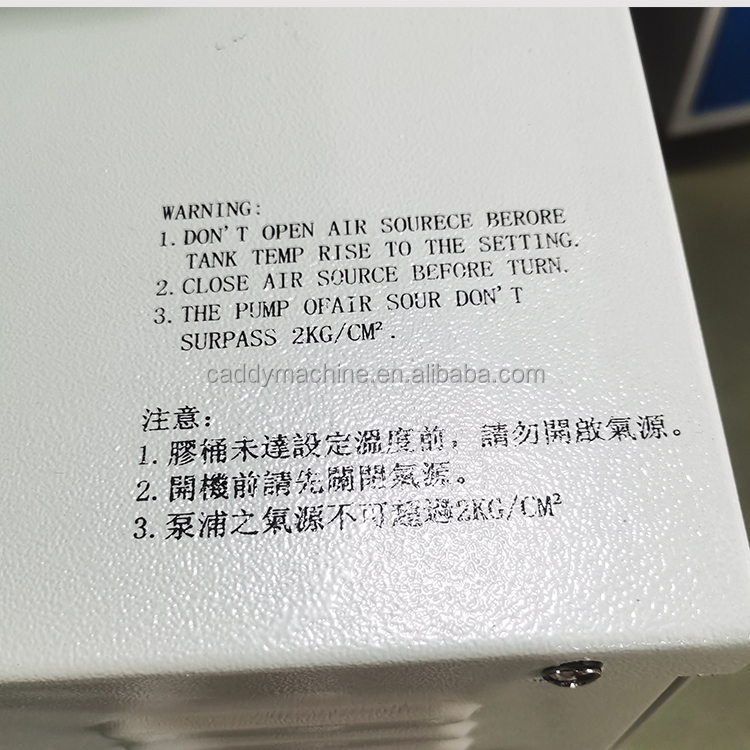 WARNING:
1. DON'T OPEN AIR SOURECE BERORE
TANK TEMP RISE TO THE SETTING.
2. CLOSE AIR SOURCE BEFORE TURN.
3. THE PUMP OFAIR SOUR DON'T
SURPASS 2KG/CM².
caddymachine.en.alibaba.com
注意:
1. 膠桶未達設定溫度前, 請勿開啟氣源。
2. 開機前請先關閉氣源。
3. 泵浦之氣源不可超過2KG/CM²